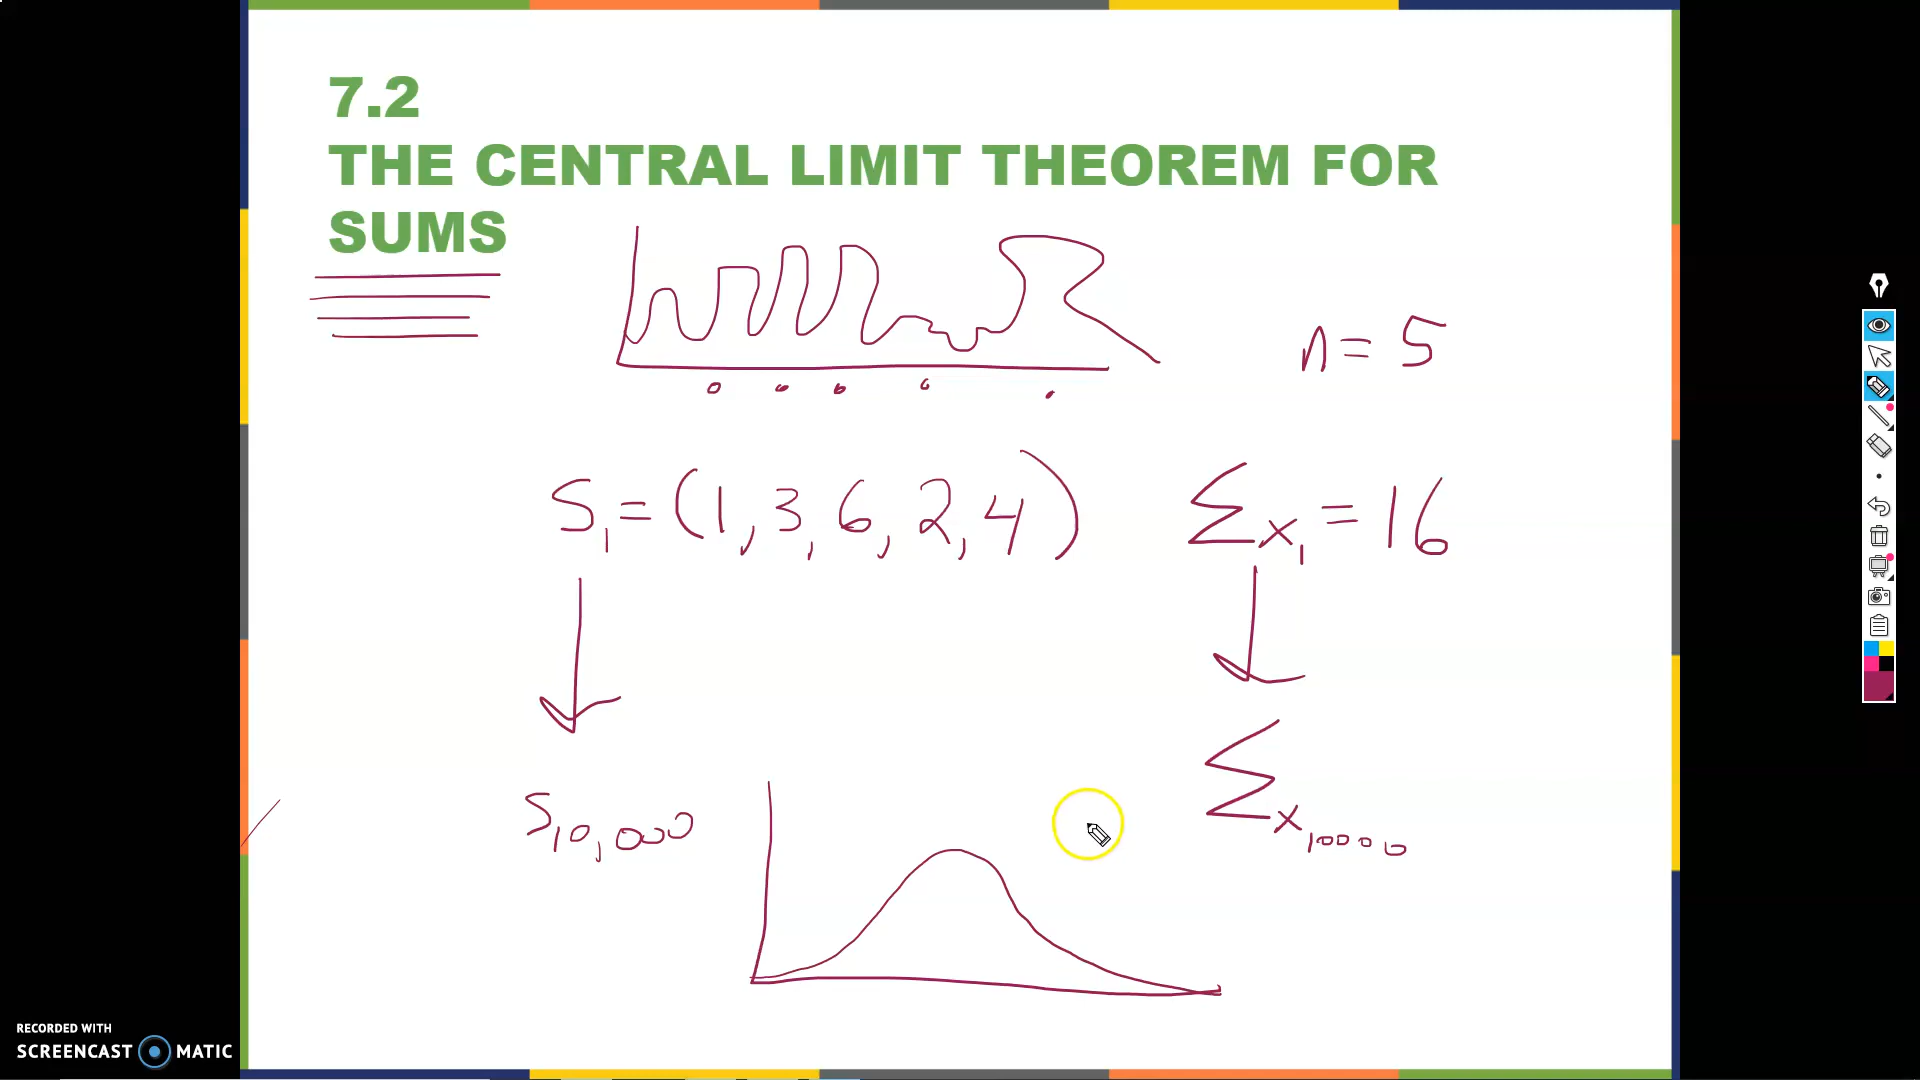 7.2
THE CENTRAL LIMIT THEOREM FOR
SUMS
n = 5
S₁ = (1, 3, 6, 2, 4)
Σx₁ = 16
S₁₀,₀₀₀
Σx₁₀₀₀₀
RECORDED WITH
SCREENCAST MATIC